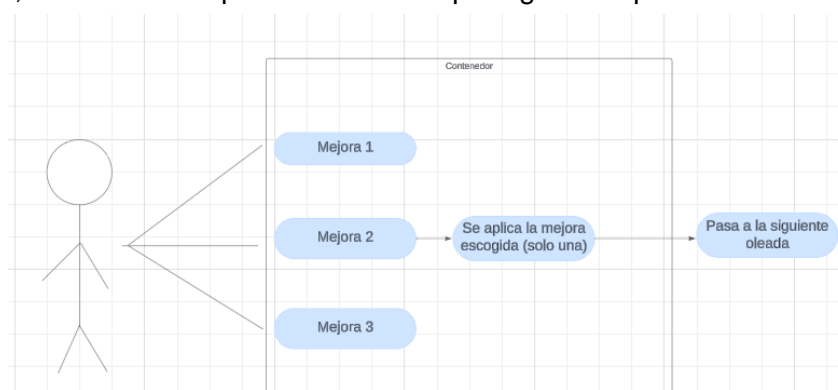 Contenedor
Mejora 1
Mejora 2
Se aplica la mejora
escogida (solo una)
Pasa a la siguiente
oleada
Mejora 3